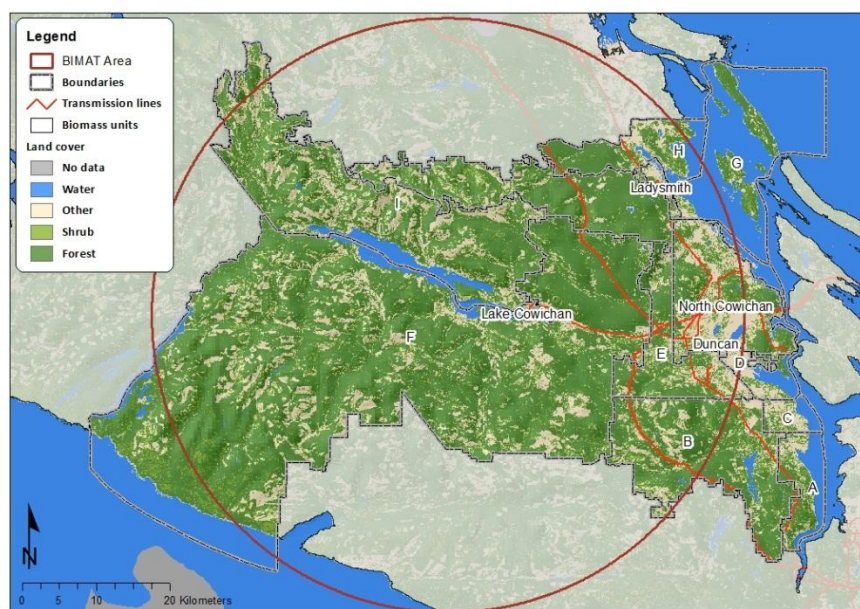 Legend
BIMAT Area
Boundaries
Transmission lines
Biomass units
Land cover
No data
Water
Other
Shrub
Forest
H
G
Ladysmith
I
North Cowichan
Lake Cowichan
F
Duncan
E
D
C
B
A
N
0 5 10 20 Kilometers